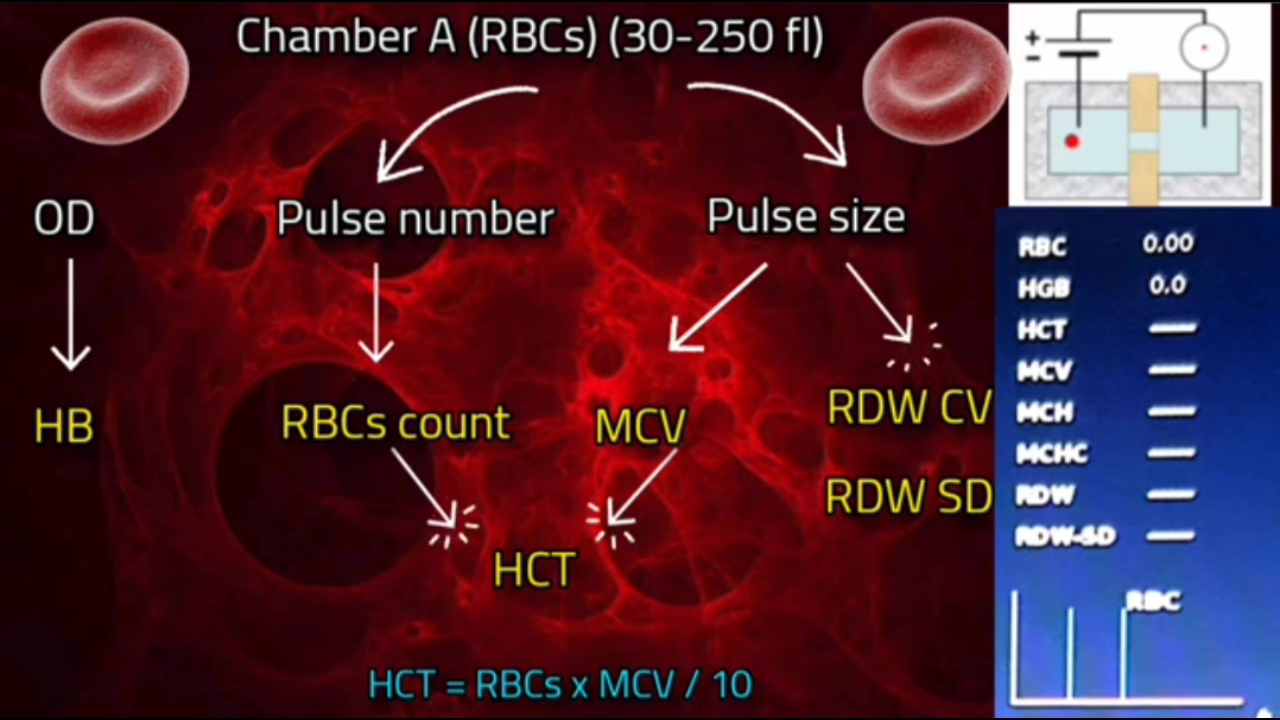 Chamber A (RBCs) (30-250 fl)
OD
Pulse number
Pulse size
HB
RBCs count
MCV
RDW CV
RDW SD
HCT
HCT = RBCs x MCV / 10
+
−
RBC 0.00
HGB 0.0
HCT —
MCV —
MCH —
MCHC —
RDW —
RDW-SD —
RBC